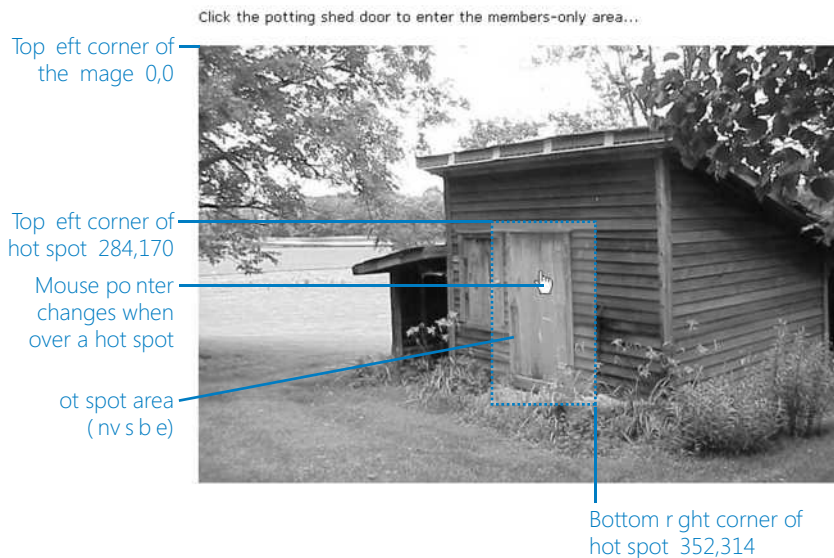 Click the potting shed door to enter the members-only area...
Top eft corner of
the mage 0,0
Top eft corner of
hot spot 284,170
Mouse po nter
changes when
over a hot spot
ot spot area
( nv s b e)
Bottom r ght corner of
hot spot 352,314